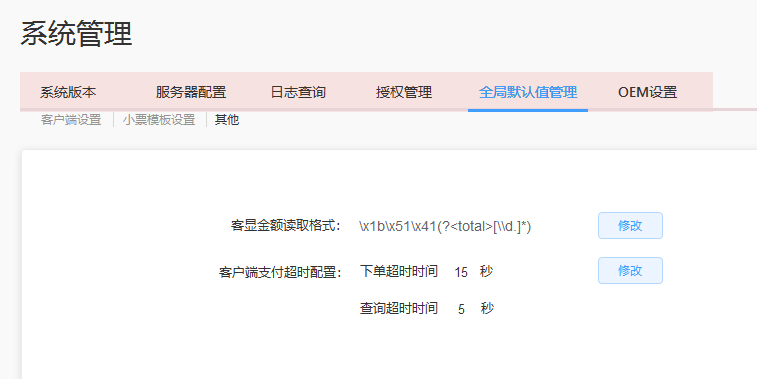 系统管理
系统版本 服务器配置 日志查询 授权管理 全局默认值管理 OEM设置
客户端设置 小票模板设置 其他
客显金额读取格式: \x1b\x51\x41(?<total>[\\d.]*) 修改
客户端支付超时配置: 下单超时时间 15 秒 修改
查询超时时间 5 秒